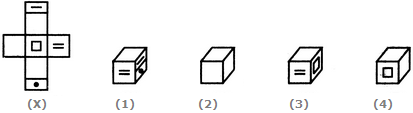 (X) (1) (2) (3) (4)